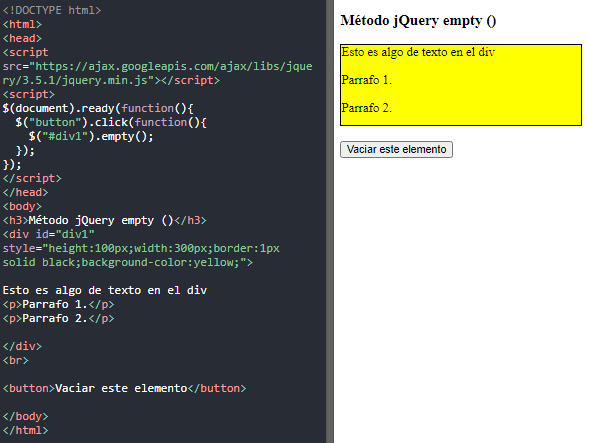 <!DOCTYPE html>
<html>
<head>
<script
src="https://ajax.googleapis.com/ajax/libs/jque
ry/3.5.1/jquery.min.js"></script>
<script>
$(document).ready(function(){
  $("button").click(function(){
    $("#div1").empty();
  });
});
</script>
</head>
<body>
<h3>Método jQuery empty ()</h3>
<div id="div1"
style="height:100px;width:300px;border:1px
solid black;background-color:yellow;">
Esto es algo de texto en el div
<p>Parrafo 1.</p>
<p>Parrafo 2.</p>
</div>
<br>
<button>Vaciar este elemento</button>
</body>
</html>
Método jQuery empty ()
Esto es algo de texto en el div
Parrafo 1.
Parrafo 2.
Vaciar este elemento